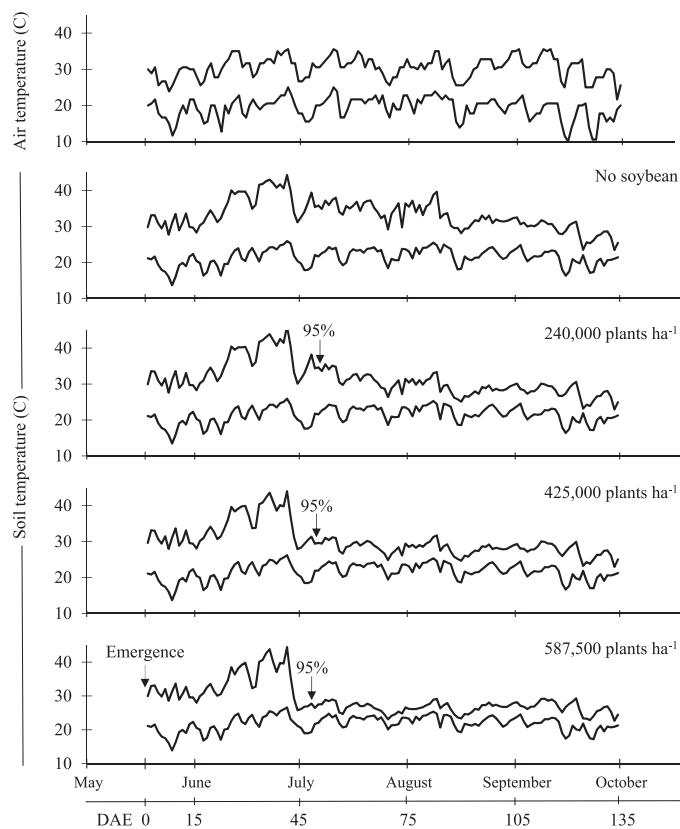 Air temperature (C)
40
30
20
10
No soybean
40
30
20
10
95%
240,000 plants ha-1
40
30
20
10
Soil temperature (C)
95%
425,000 plants ha-1
40
30
20
10
Emergence
95%
587,500 plants ha-1
40
30
20
10
May June July August September October
DAE 0 15 45 75 105 135